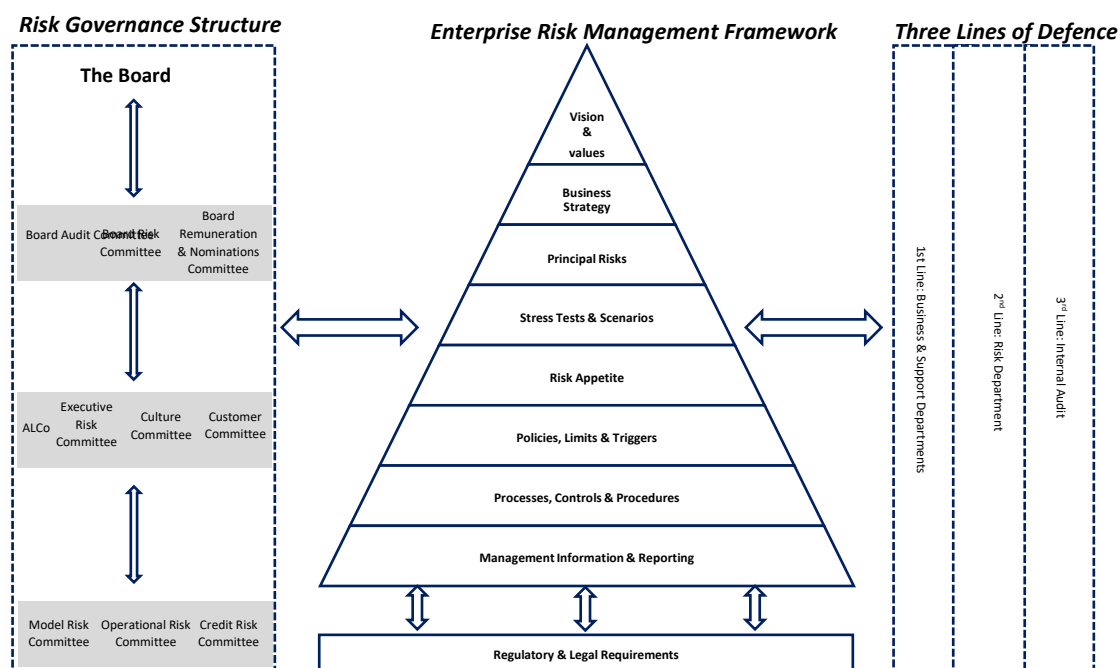 Risk Governance Structure
Enterprise Risk Management Framework
Three Lines of Defence
The Board
Board Audit Committee
Board Risk
Committee
Board
Remuneration
& Nominations
Committee
ALCo
Executive
Risk
Committee
Culture
Committee
Customer
Committee
Model Risk
Committee
Operational Risk
Committee
Credit Risk
Committee
Vision
&
values
Business
Strategy
Principal Risks
Stress Tests & Scenarios
Risk Appetite
Policies, Limits & Triggers
Processes, Controls & Procedures
Management Information & Reporting
Regulatory & Legal Requirements
1st Line: Business & Support Departments
2nd Line: Risk Department
3rd Line: Internal Audit